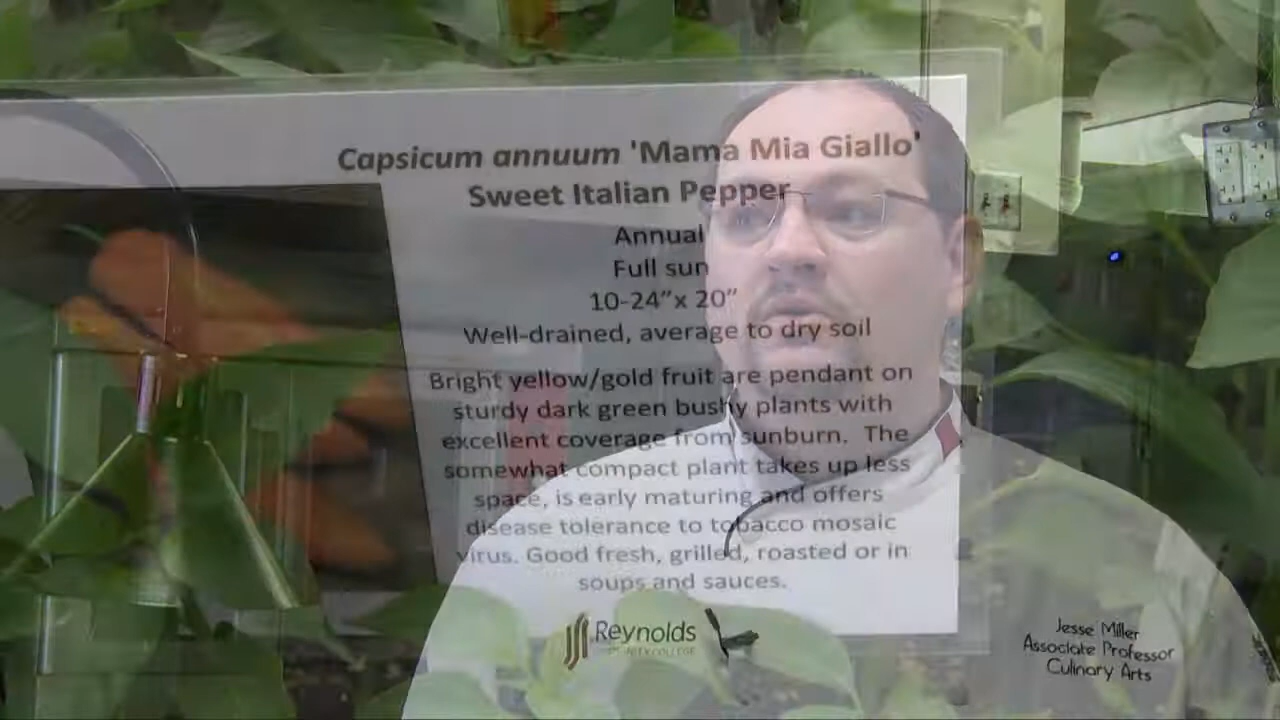 Capsicum annuum 'Mama Mia Giallo'
Sweet Italian Pepper
Annual
Full sun
10-24”x 20”
Well-drained, average to dry soil
Bright yellow/gold fruit are pendant on
sturdy dark green bushy plants with
excellent coverage from sunburn. The
somewhat compact plant takes up less
space, is early maturing and offers
disease tolerance to tobacco mosaic
virus. Good fresh, grilled, roasted or in
soups and sauces.
Reynolds
COLLEGE
Jesse Miller
Associate Professor
Culinary Arts